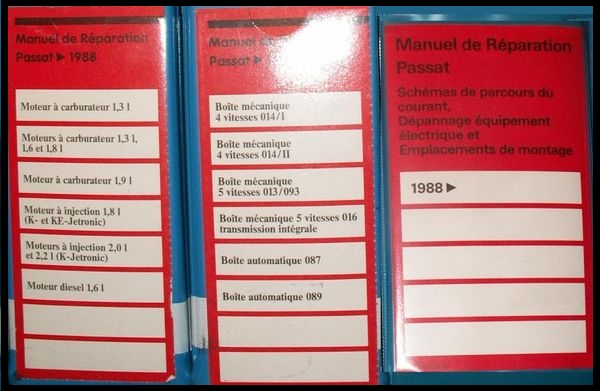 Manuel de Réparation
Passat ▶ 1988
Moteur à carburateur 1,3 l
Moteurs à carburateur 1,3 l,
1,6 et 1,8 l
Moteur à carburateur 1,9 l
Moteur à injection 1,8 l
(K- et KE-Jetronic)
Moteurs à injection 2,0 l
et 2,2 l (K-Jetronic)
Moteur diesel 1,6 l
Manuel de
Passat ▶
Boîte mécanique
4 vitesses 014/I
Boîte mécanique
4 vitesses 014/II
Boîte mécanique
5 vitesses 013/093
Boîte mécanique 5 vitesses 016
transmission intégrale
Boîte automatique 087
Boîte automatique 089
Manuel de Réparation
Passat
Schémas de parcours du
courant,
Dépannage équipement
électrique et
Emplacements de montage
1988 ▶